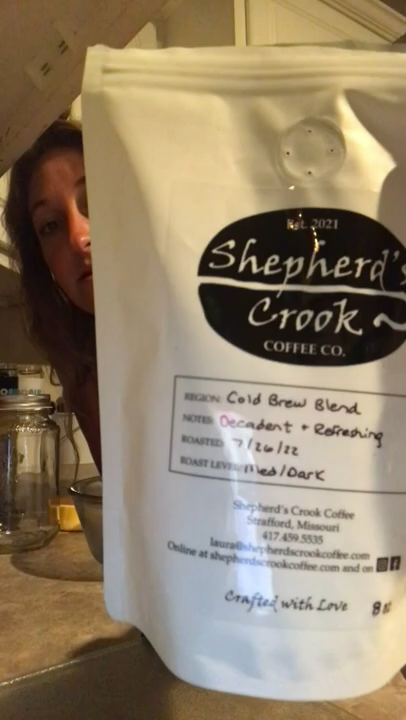 Est. 2021
Shepherd's
Crook ~
COFFEE CO.
REGION: Cold Brew Blend
NOTES: Decadent + Refreshing
ROASTED: 7/26/22
ROAST LEVEL: Med/Dark
Shepherd's Crook Coffee
Strafford, Missouri
417.459.5535
laura@shepherdscrookcoffee.com
Online at shepherdscrookcoffee.com and on
Crafted with Love 8 oz